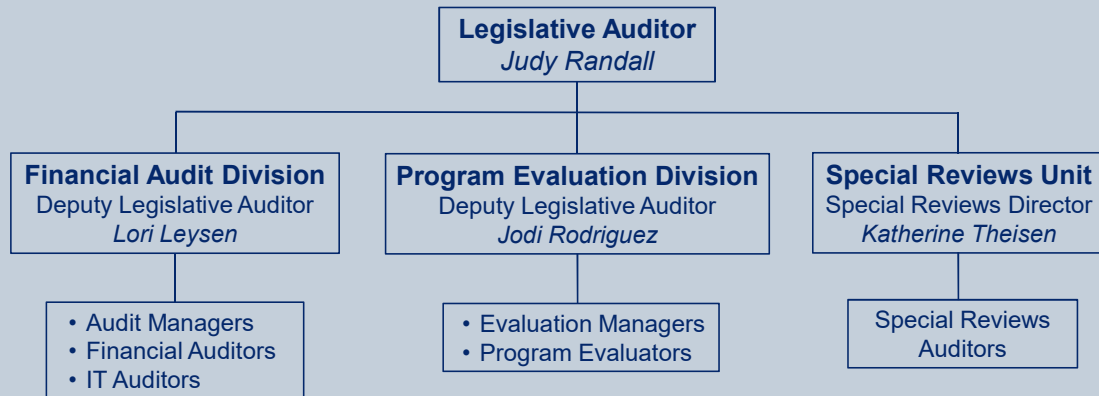 Legislative Auditor
Judy Randall
Financial Audit Division
Deputy Legislative Auditor
Lori Leysen
Program Evaluation Division
Deputy Legislative Auditor
Jodi Rodriguez
Special Reviews Unit
Special Reviews Director
Katherine Theisen
• Audit Managers
• Financial Auditors
• IT Auditors
• Evaluation Managers
• Program Evaluators
Special Reviews
Auditors